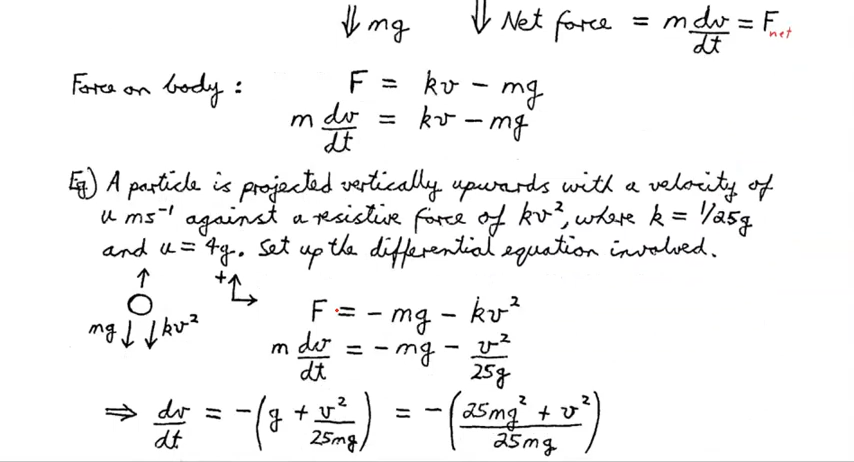 ⇓ mg ⇓ Net force = m dv/dt = F_net
Force on body : F = kv − mg
m dv/dt = kv − mg
Eg) A particle is projected vertically upwards with a velocity of
u ms⁻¹ against a resistive force of kv², where k = 1/25g
and u = 4g. Set up the differential equation involved.
+
F = − mg − kv²
mg ↓ ↓ kv²
m dv/dt = − mg − v²/25g
⇒ dv/dt = −(g + v²/25mg) = −((25mg² + v²)/25mg)